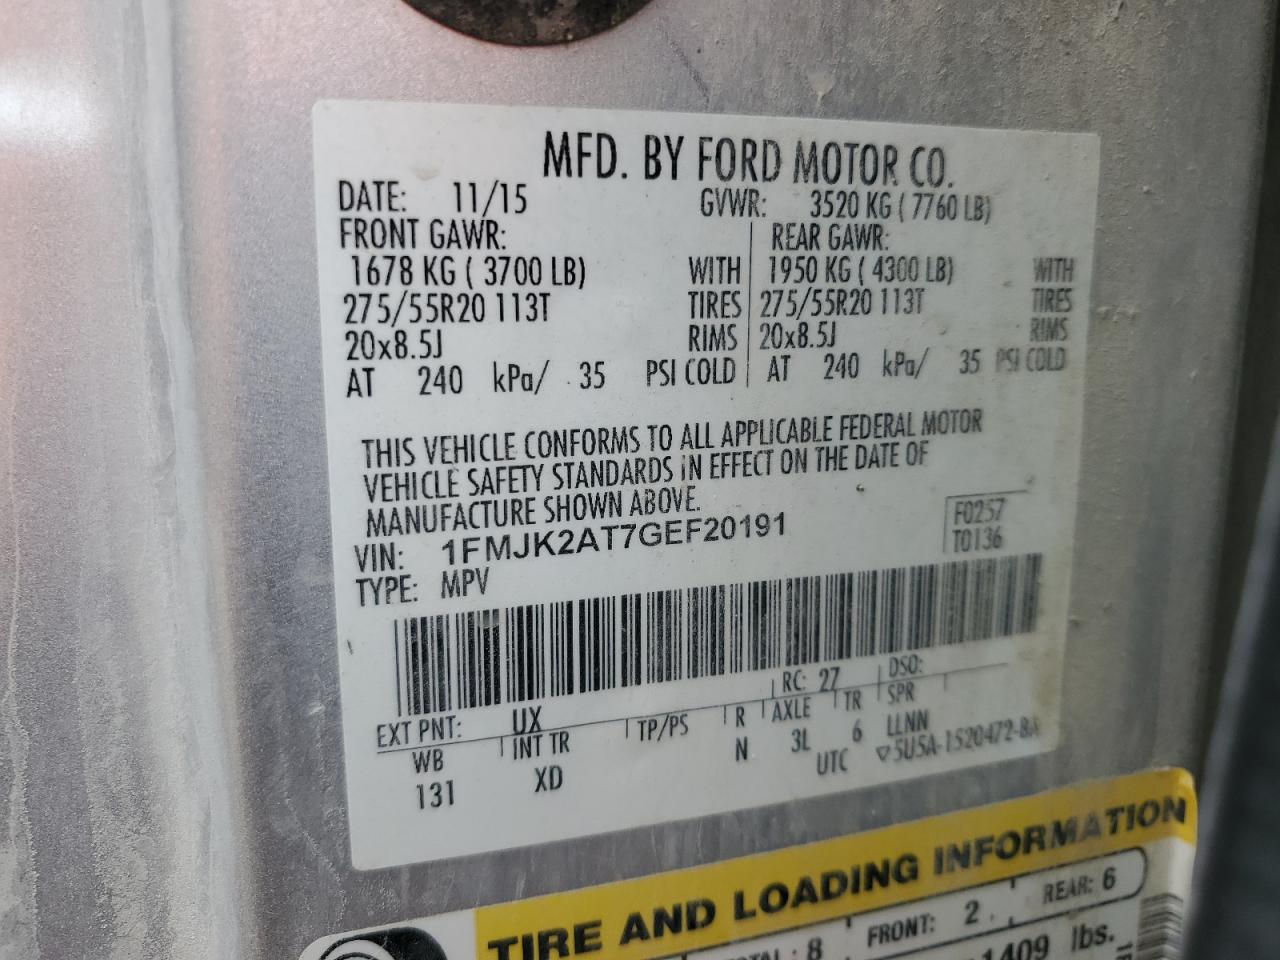 MFD. BY FORD MOTOR CO.
DATE: 11/15 GVWR: 3520 KG ( 7760 LB)
FRONT GAWR: REAR GAWR:
1678 KG ( 3700 LB) WITH 1950 KG ( 4300 LB) WITH
275/55R20 113T TIRES 275/55R20 113T TIRES
20x8.5J RIMS 20x8.5J RIMS
AT 240 kPa/ 35 PSI COLD AT 240 kPa/ 35 PSI COLD
THIS VEHICLE CONFORMS TO ALL APPLICABLE FEDERAL MOTOR
VEHICLE SAFETY STANDARDS IN EFFECT ON THE DATE OF
MANUFACTURE SHOWN ABOVE.
VIN: 1FMJK2AT7GEF20191 F0257
TYPE: MPV T0136
EXT PNT: UX RC: 27 DSO:
WB INT TR TP/PS R AXLE TR SPR
131 XD N 3L 6 LLNN
UTC ▽5U5A-1520472-BA
TIRE AND LOADING INFORMATION
8 FRONT: 2 REAR: 6
1409 lbs.